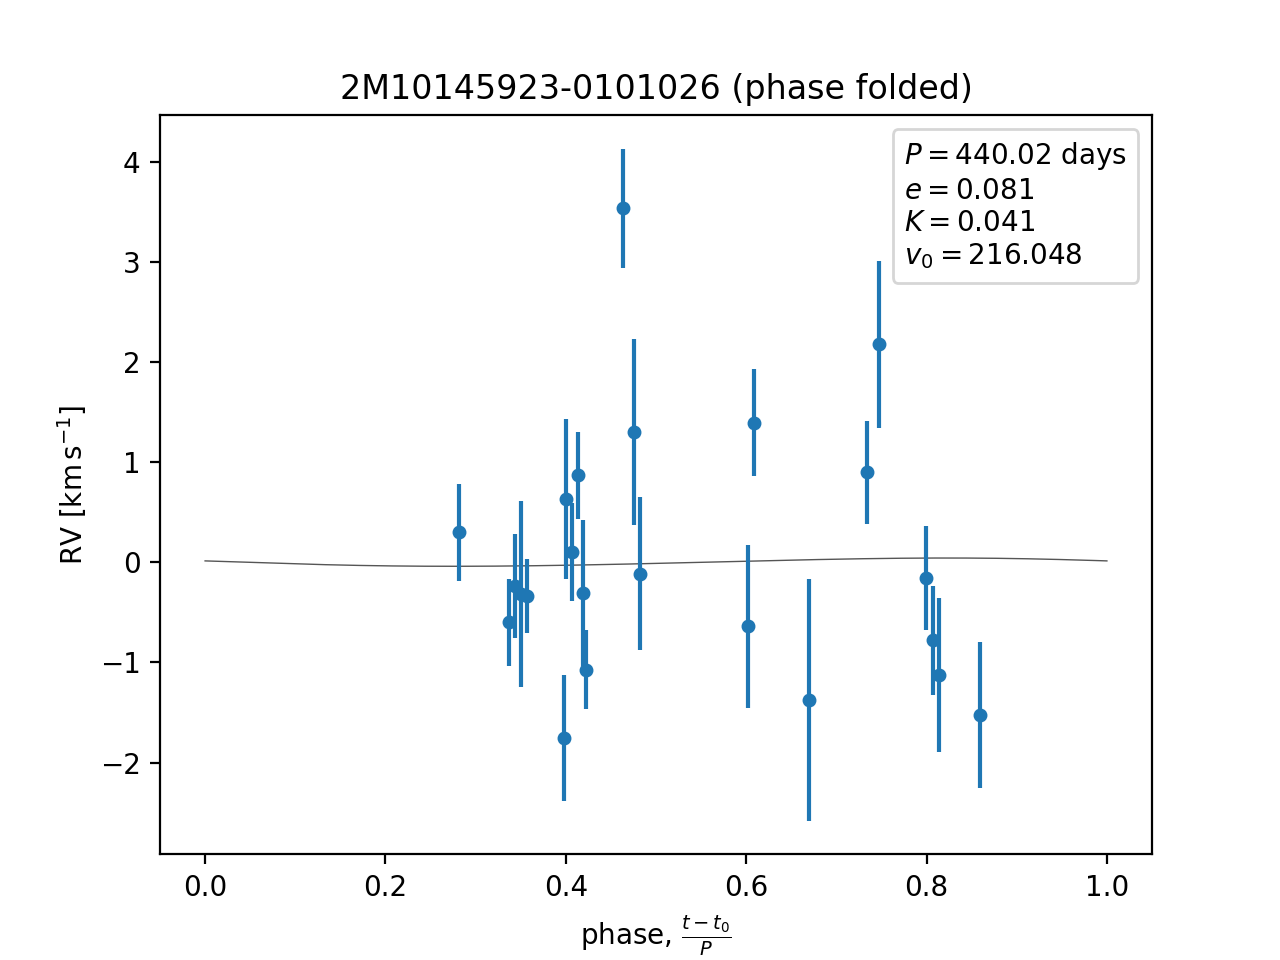 2M10145923-0101026 (phase folded)
P = 440.02 days
e = 0.081
K = 0.041
v₀ = 216.048
RV [km s⁻¹]
4
3
2
1
0
−1
−2
0.0 0.2 0.4 0.6 0.8 1.0
phase, (t − t₀)/P